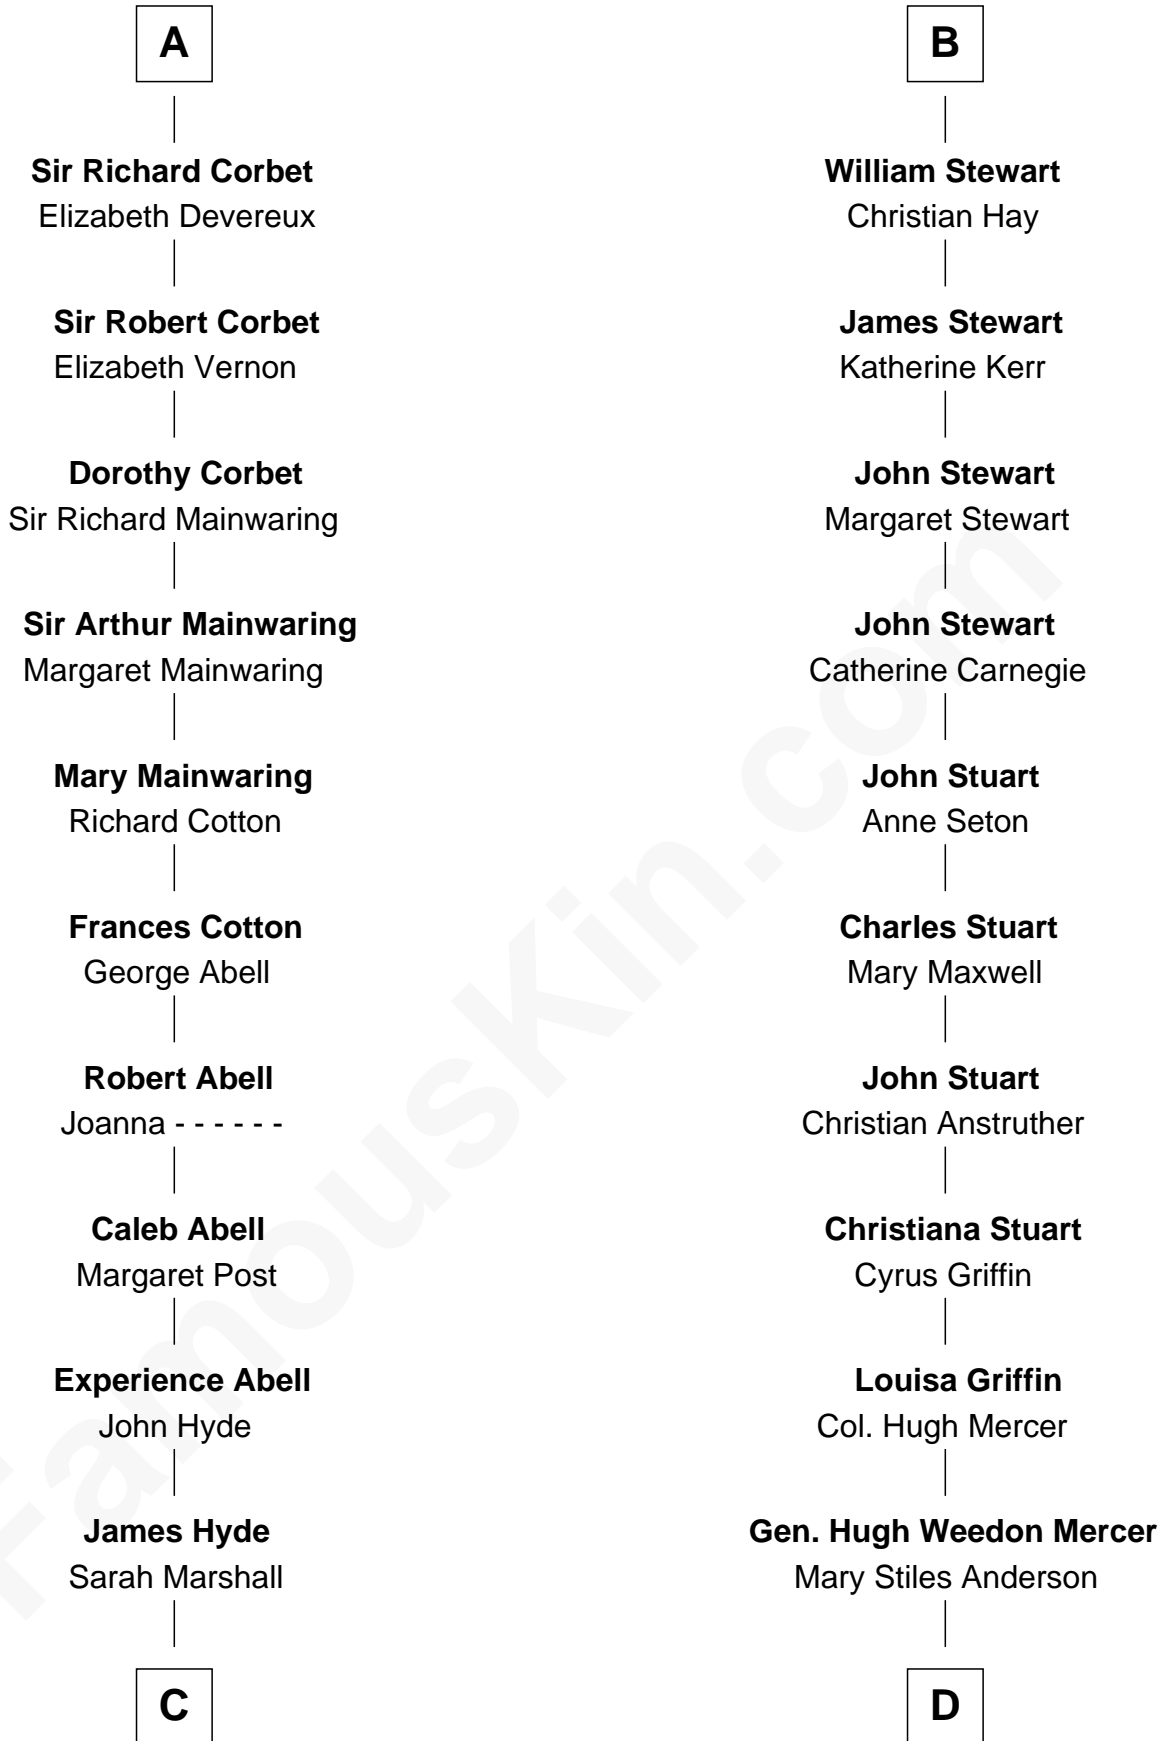 A
Sir Richard Corbet
Elizabeth Devereux
Sir Robert Corbet
Elizabeth Vernon
Dorothy Corbet
Sir Richard Mainwaring
Sir Arthur Mainwaring
Margaret Mainwaring
Mary Mainwaring
Richard Cotton
Frances Cotton
George Abell
Robert Abell
Joanna - - - - - -
Caleb Abell
Margaret Post
Experience Abell
John Hyde
James Hyde
Sarah Marshall
C
B
William Stewart
Christian Hay
James Stewart
Katherine Kerr
John Stewart
Margaret Stewart
John Stewart
Catherine Carnegie
John Stuart
Anne Seton
Charles Stuart
Mary Maxwell
John Stuart
Christian Anstruther
Christiana Stuart
Cyrus Griffin
Louisa Griffin
Col. Hugh Mercer
Gen. Hugh Weedon Mercer
Mary Stiles Anderson
D
FamousKin.com